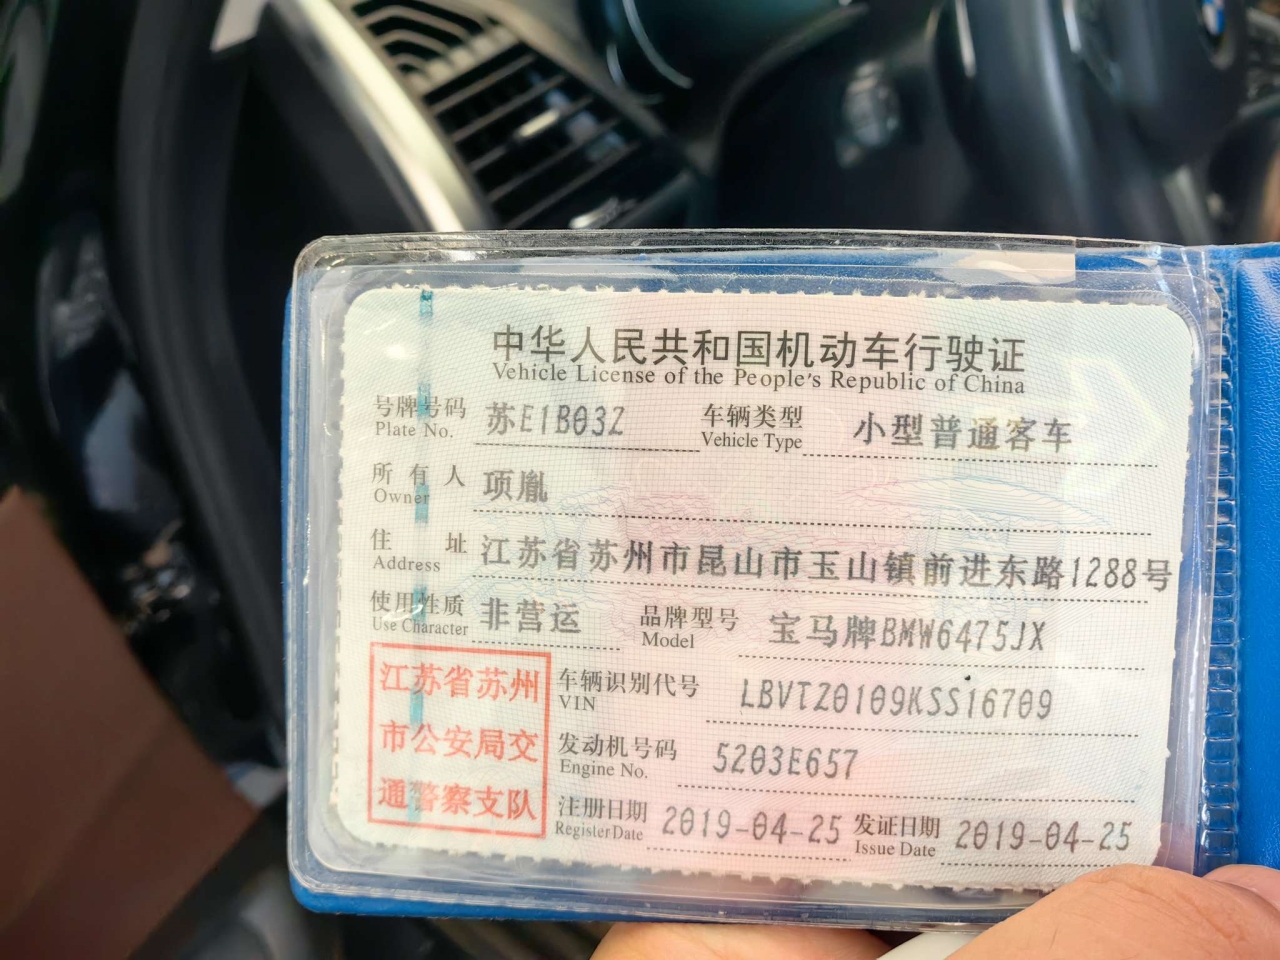 中华人民共和国机动车行驶证
Vehicle License of the People's Republic of China
号牌号码 苏E1B03Z 车辆类型 小型普通客车
Plate No. Vehicle Type
所有人 项胤
Owner
住址 江苏省苏州市昆山市玉山镇前进东路1288号
Address
使用性质 非营运 品牌型号 宝马牌BMW6475JX
Use Character Model
江苏省苏州
市公安局交
通警察支队
车辆识别代号 LBVTZ0109KSS16709
VIN
发动机号码 5203E657
Engine No.
注册日期 2019-04-25 发证日期 2019-04-25
Register Date Issue Date